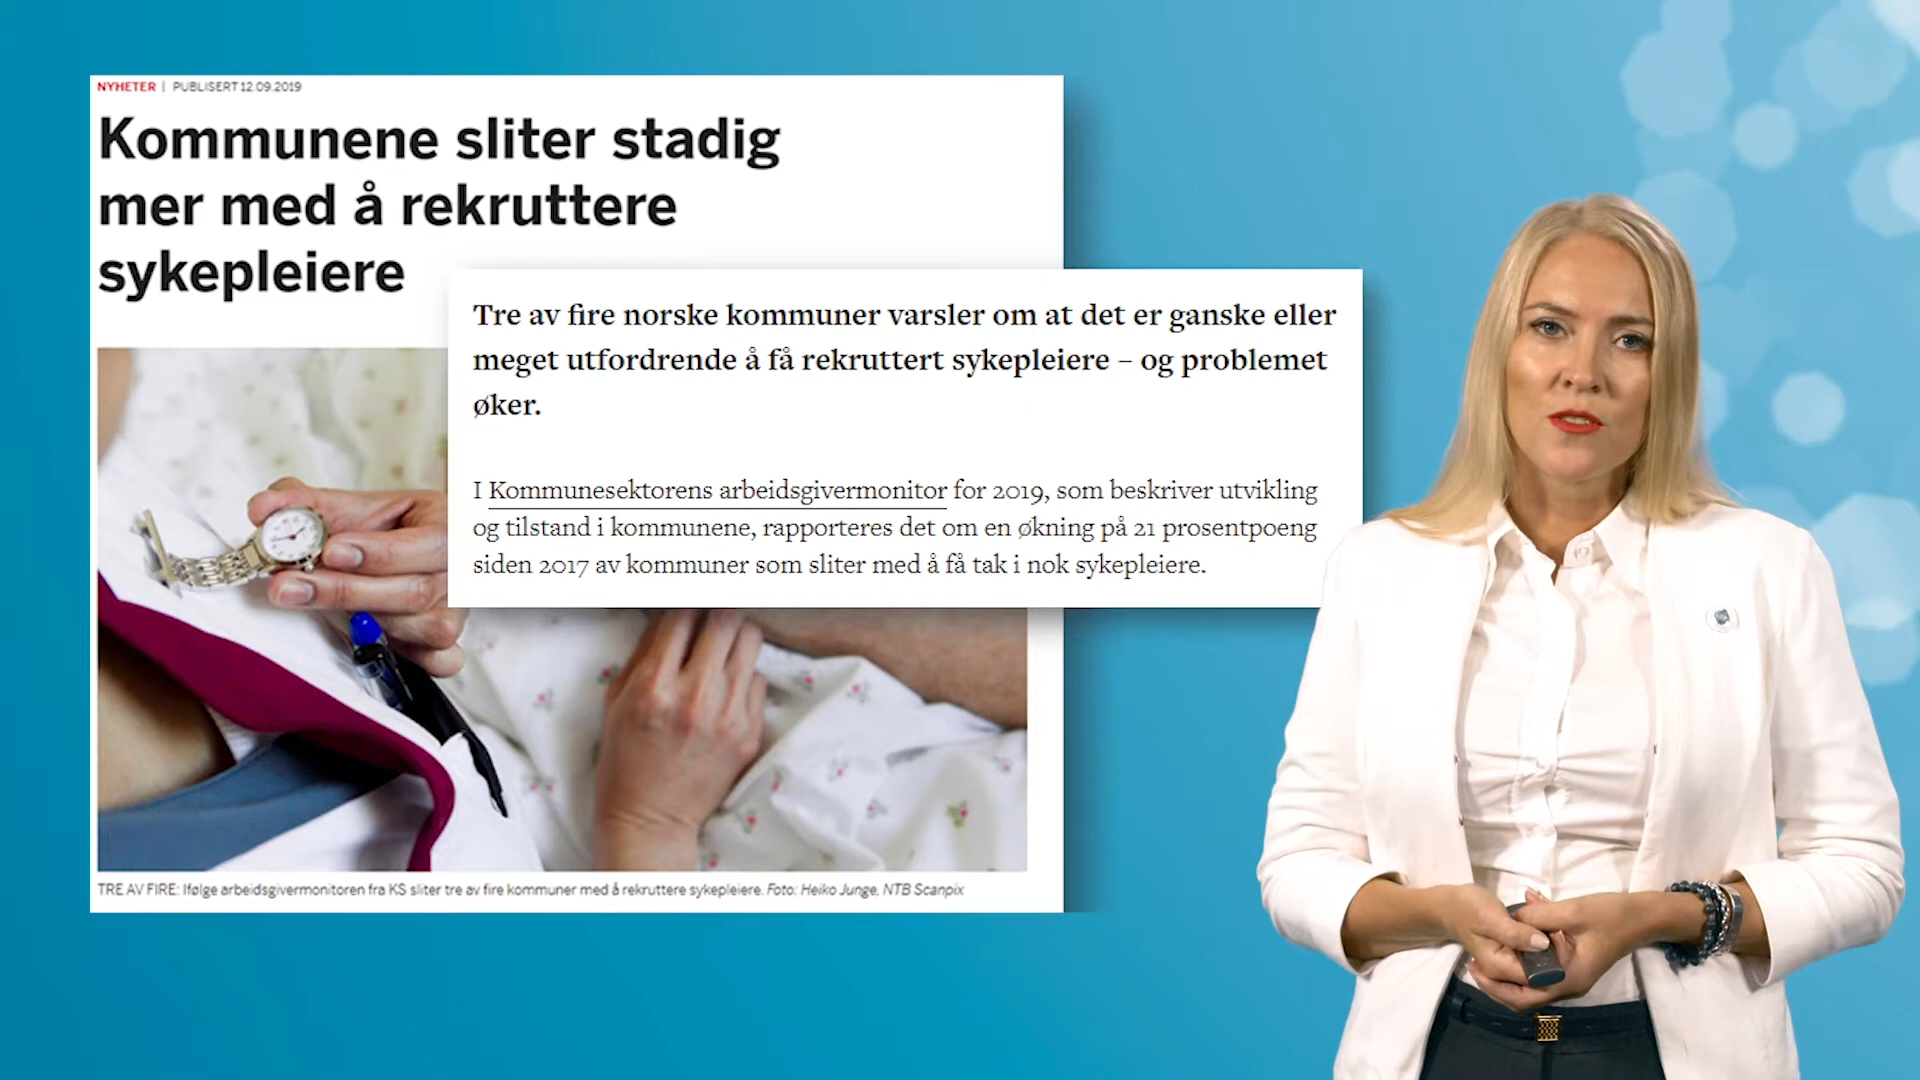 NYHETER | PUBLISERT 12.09.2019
Kommunene sliter stadig
mer med å rekruttere
sykepleiere
Tre av fire norske kommuner varsler om at det er ganske eller
meget utfordrende å få rekruttert sykepleiere – og problemet
øker.
I Kommunesektorens arbeidsgivermonitor for 2019, som beskriver utvikling
og tilstand i kommunene, rapporteres det om en økning på 21 prosentpoeng
siden 2017 av kommuner som sliter med å få tak i nok sykepleiere.
TRE AV FIRE: Ifølge arbeidsgivermonitoren fra KS sliter tre av fire kommuner med å rekruttere sykepleiere. Foto: Heiko Junge, NTB Scanpix